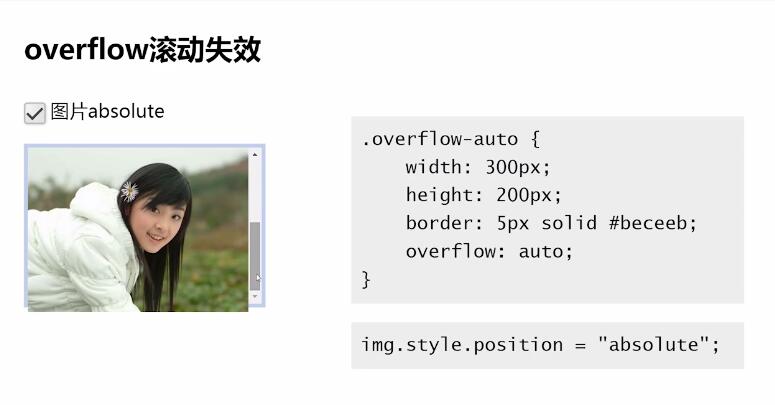 overflow滚动失效
图片absolute
.overflow-auto {
    width: 300px;
    height: 200px;
    border: 5px solid #beceeb;
    overflow: auto;
}
img.style.position = "absolute";